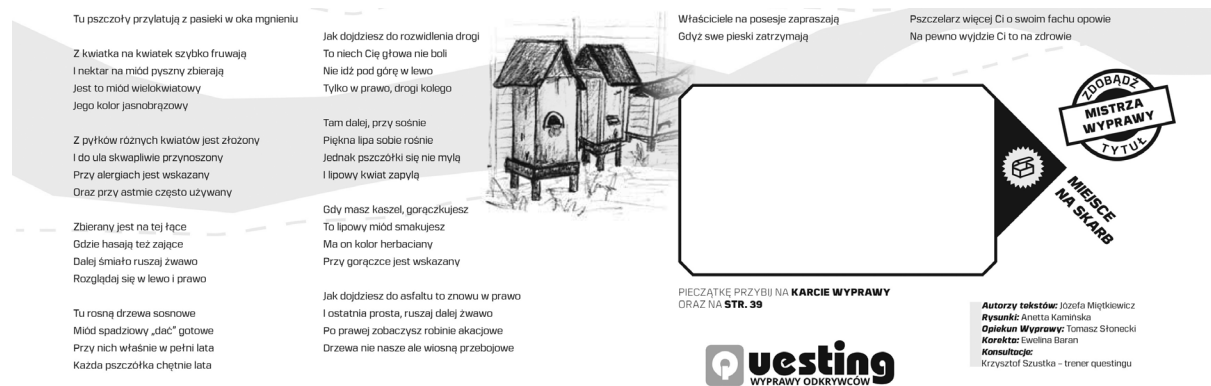 Tu pszczoły przylatują z pasieki w oka mgnieniu
Z kwiatka na kwiatek szybko fruwają
I nektar na miód pyszny zbierają
Jest to miód wielokwiatowy
Jego kolor jasnobrązowy
Z pyłków różnych kwiatów jest złożony
I do ula skwapliwie przynoszony
Przy alergiach jest wskazany
Oraz przy astmie często używany
Zbierany jest na tej łące
Gdzie hasają też zające
Dalej śmiało ruszaj żwawo
Rozglądaj się w lewo i prawo
Tu rosną drzewa sosnowe
Miód spadziowy „dać” gotowe
Przy nich właśnie w pełni lata
Każda pszczółka chętnie lata
Jak dojdziesz do rozwidlenia drogi
To niech Cię głowa nie boli
Nie idź pod górę w lewo
Tylko w prawo, drogi kolego
Tam dalej, przy sośnie
Piękna lipa sobie rośnie
Jednak pszczółki się nie mylą
I lipowy kwiat zapylą
Gdy masz kaszel, gorączkujesz
To lipowy miód smakujesz
Ma on kolor herbaciany
Przy gorączce jest wskazany
Jak dojdziesz do asfaltu to znowu w prawo
I ostatnia prosta, ruszaj dalej żwawo
Po prawej zobaczysz robinie akacjowe
Drzewa nie nasze ale wiosną przebojowe
Właściciele na posesje zapraszają
Gdyż swe pieski zatrzymają
Pszczelarz więcej Ci o swoim fachu opowie
Na pewno wyjdzie Ci to na zdrowie
ZDOBĄDŹ
MISTRZA
WYPRAWY
TYTUŁ
MIEJSCE
NA SKARB
PIECZĄTKĘ PRZYBIJ NA KARCIE WYPRAWY
ORAZ NA STR. 39
Questing
WYPRAWY ODKRYWCÓW
Autorzy tekstów: Józefa Miętkiewicz
Rysunki: Anetta Kamińska
Opiekun Wyprawy: Tomasz Słonecki
Korekta: Ewelina Baran
Konsultacje:
Krzysztof Szustka – trener questingu